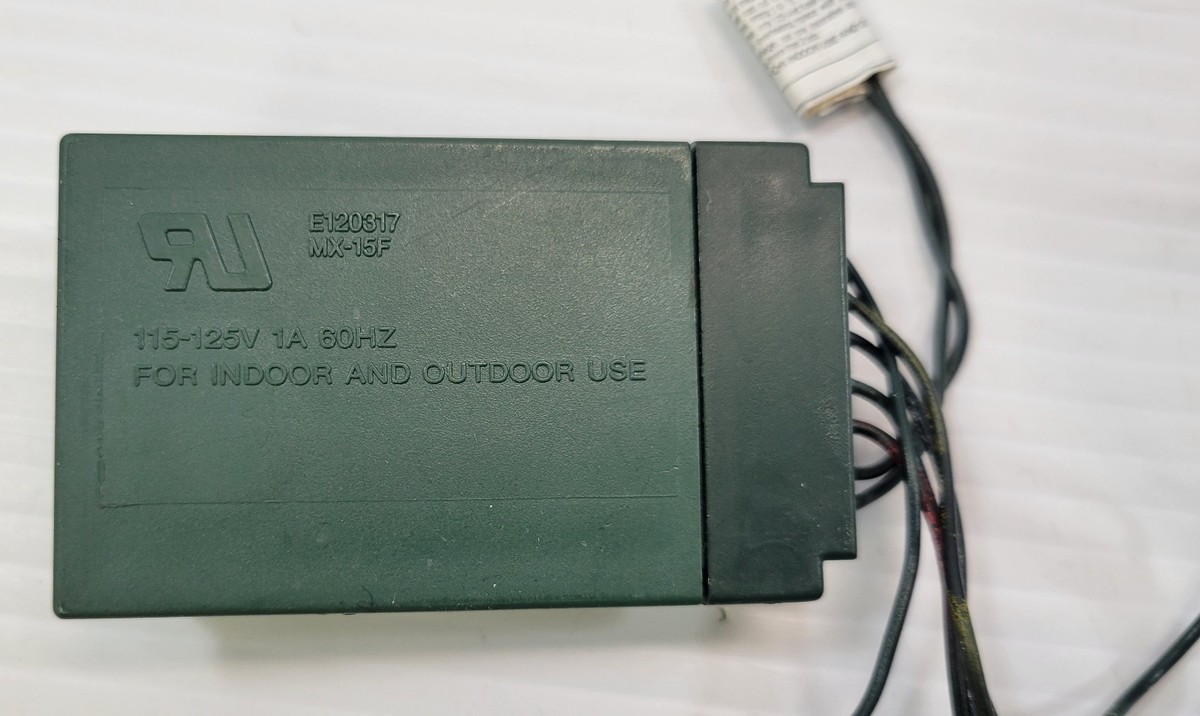 E120317
MX-15F
115-125V 1A 60HZ
FOR INDOOR AND OUTDOOR USE